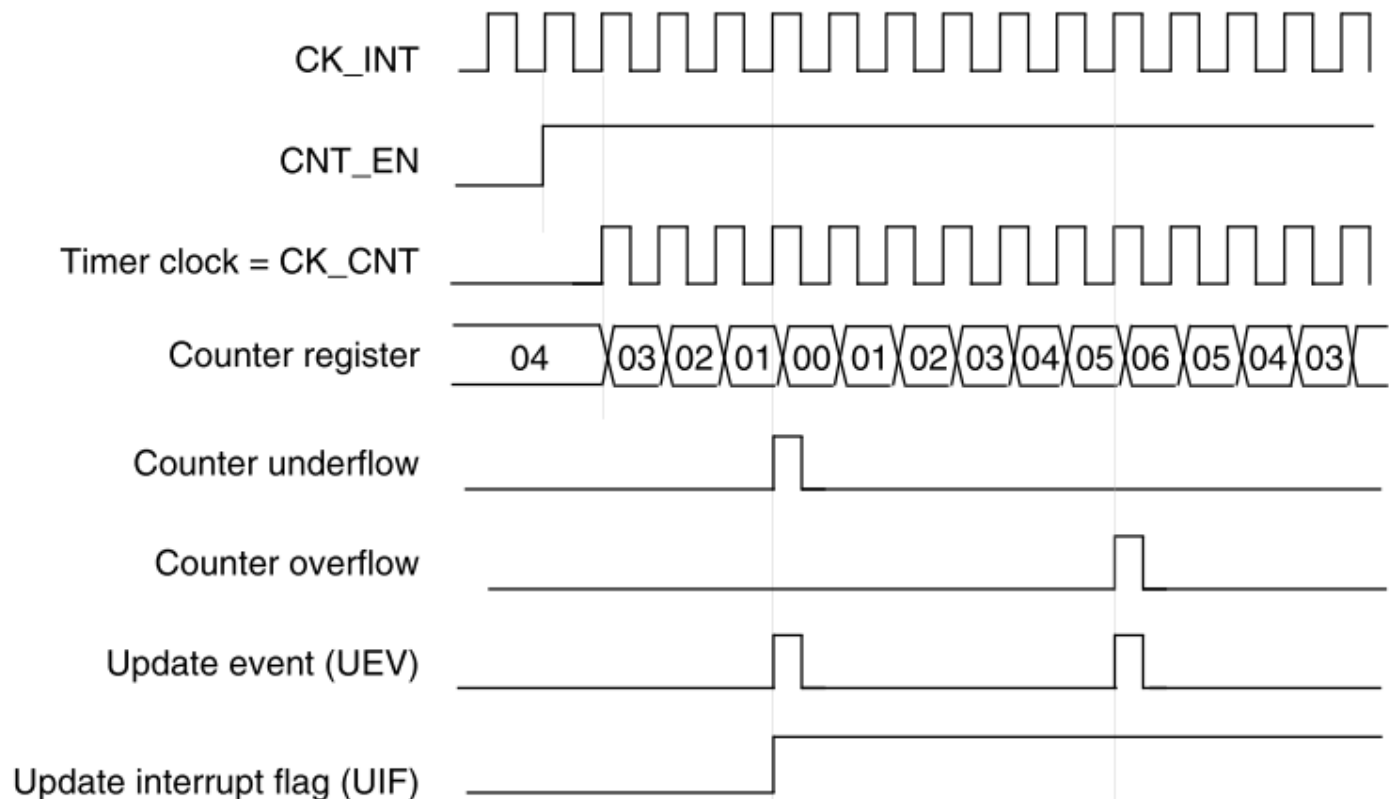 CK_INT
CNT_EN
Timer clock = CK_CNT
Counter register 04 03 02 01 00 01 02 03 04 05 06 05 04 03
Counter underflow
Counter overflow
Update event (UEV)
Update interrupt flag (UIF)